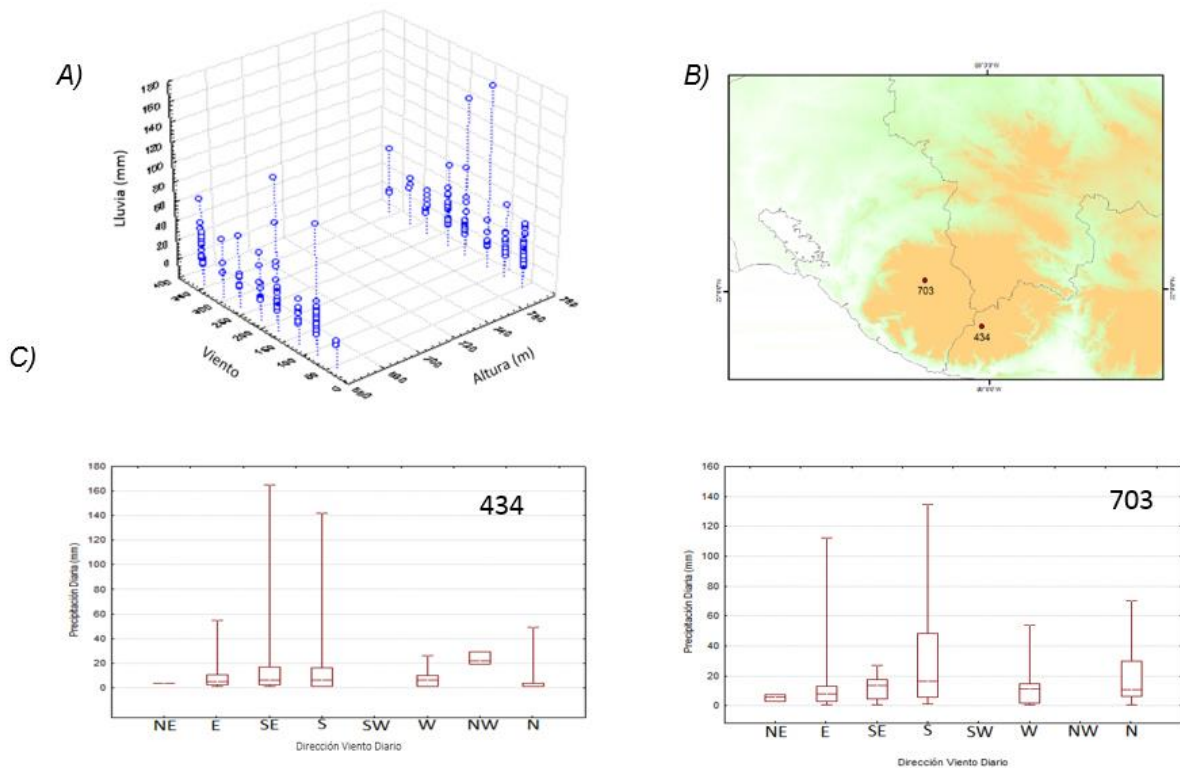 A)
Lluvia (mm)
180
160
140
120
100
80
60
40
20
0
Viento
Altura (m)
B)
703
434
C)
434
Precipitación Diaria (mm)
180
160
140
120
100
80
60
40
20
0
NE E SE S SW W NW N
Dirección Viento Diario
703
Precipitación Diaria (mm)
160
140
120
100
80
60
40
20
0
NE E SE S SW W NW N
Dirección Viento Diario